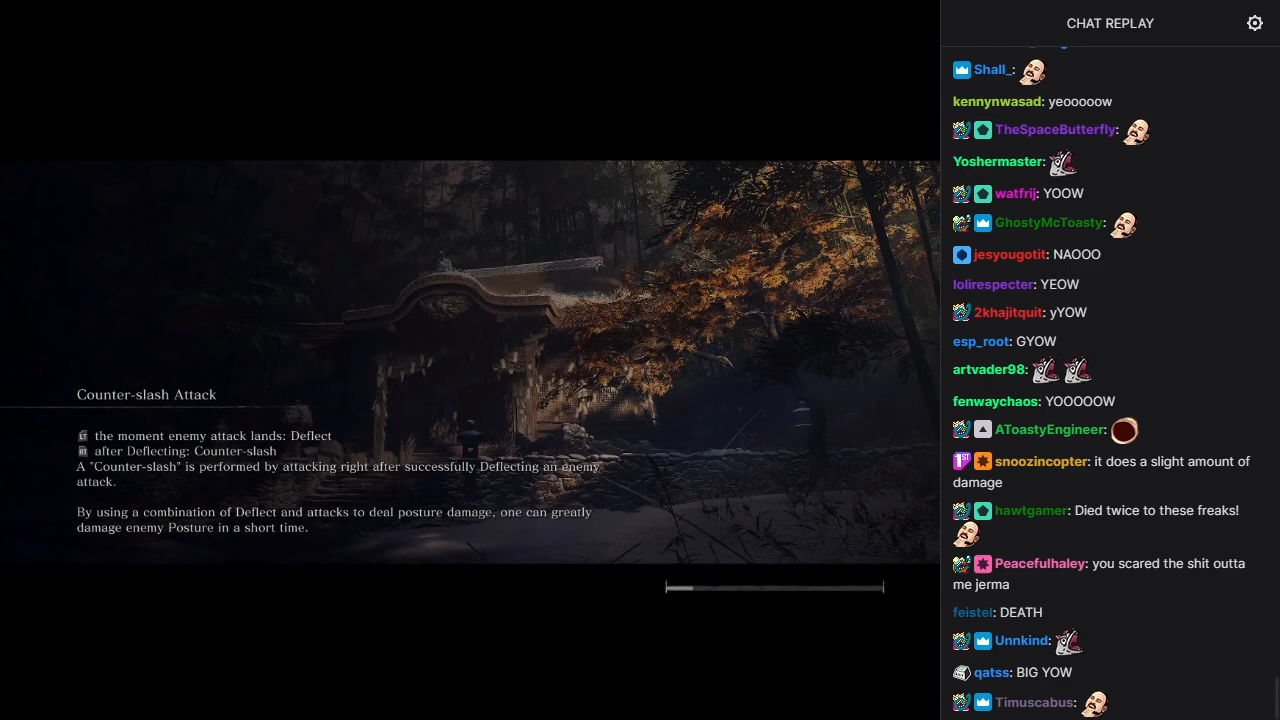 Counter-slash Attack
LT the moment enemy attack lands: Deflect
RT after Deflecting: Counter-slash
A "Counter-slash" is performed by attacking right after successfully Deflecting an enemy
attack.
By using a combination of Deflect and attacks to deal posture damage, one can greatly
damage enemy Posture in a short time.
CHAT REPLAY
Shall_:
kennynwasad: yeooooow
TheSpaceButterfly:
Yoshermaster:
watfrij: YOOW
GhostyMcToasty:
jesyougotit: NAOOO
lolirespecter: YEOW
2khajitquit: yYOW
esp_root: GYOW
artvader98:
fenwaychaos: YOOOOOW
AToastyEngineer:
1ST snoozincopter: it does a slight amount of
damage
hawtgamer: Died twice to these freaks!
Peacefulhaley: you scared the shit outta
me jerma
feistel: DEATH
Unnkind:
qatss: BIG YOW
Timuscabus: